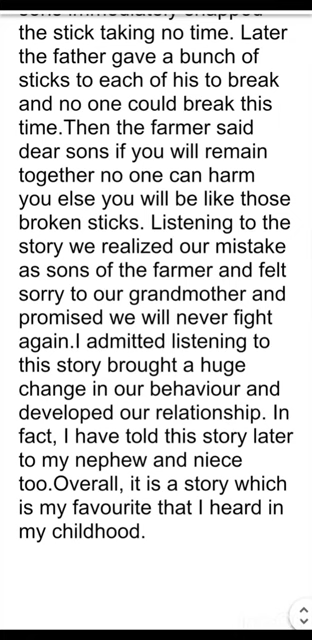 the stick taking no time. Later
the father gave a bunch of
sticks to each of his to break
and no one could break this
time.Then the farmer said
dear sons if you will remain
together no one can harm
you else you will be like those
broken sticks. Listening to the
story we realized our mistake
as sons of the farmer and felt
sorry to our grandmother and
promised we will never fight
again.I admitted listening to
this story brought a huge
change in our behaviour and
developed our relationship. In
fact, I have told this story later
to my nephew and niece
too.Overall, it is a story which
is my favourite that I heard in
my childhood.